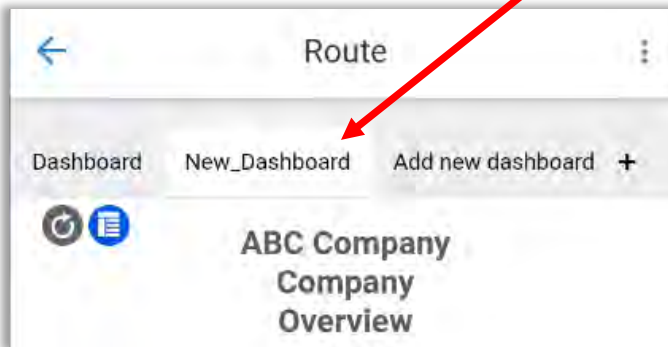 Route
Dashboard New_Dashboard Add new dashboard +
ABC Company
Company
Overview